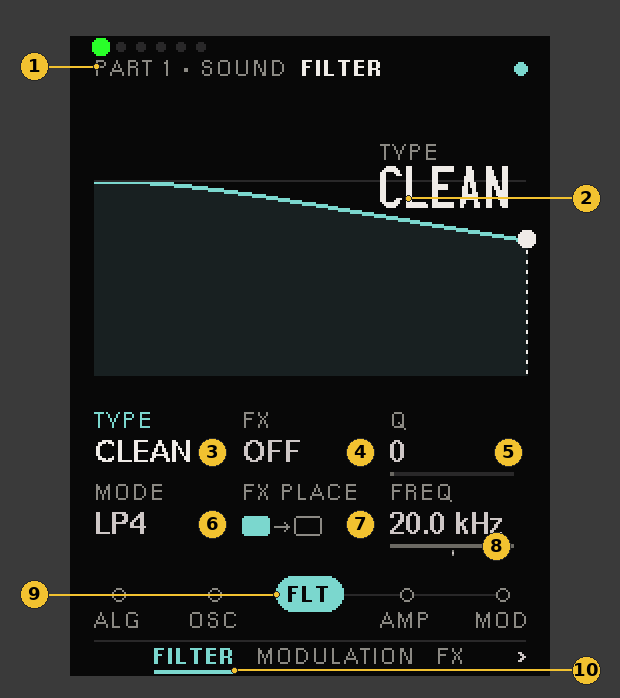 1 PART 1 · SOUND FILTER
TYPE
CLEAN 2
TYPE FX Q
CLEAN 3 OFF 4 0 5
MODE FX PLACE FREQ
LP4 6 → 7 20.0 kHz 8
9 FLT
ALG OSC AMP MOD
FILTER MODULATION FX >
10